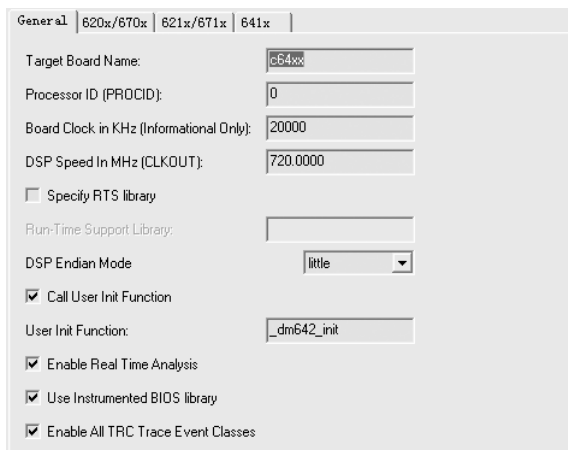 General 620x/670x 621x/671x 641x
Target Board Name: c64xx
Processor ID (PROCID): 0
Board Clock in KHz (Informational Only): 20000
DSP Speed In MHz (CLKOUT): 720.0000
Specify RTS library
Run-Time Support Library:
DSP Endian Mode little
Call User Init Function
User Init Function: _dm642_init
Enable Real Time Analysis
Use Instrumented BIOS library
Enable All TRC Trace Event Classes